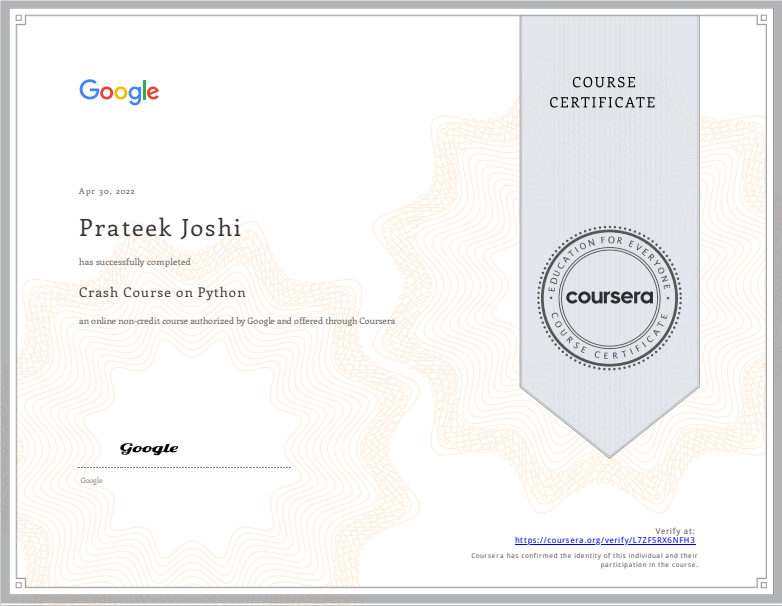 Google
COURSE
CERTIFICATE
Apr 30, 2022
Prateek Joshi
has successfully completed
Crash Course on Python
an online non-credit course authorized by Google and offered through Coursera
EDUCATION FOR EVERYONE
coursera
COURSE CERTIFICATE
Google
Google
Verify at:
https://coursera.org/verify/L7ZFSRX6NFH3
Coursera has confirmed the identity of this individual and their
participation in the course.